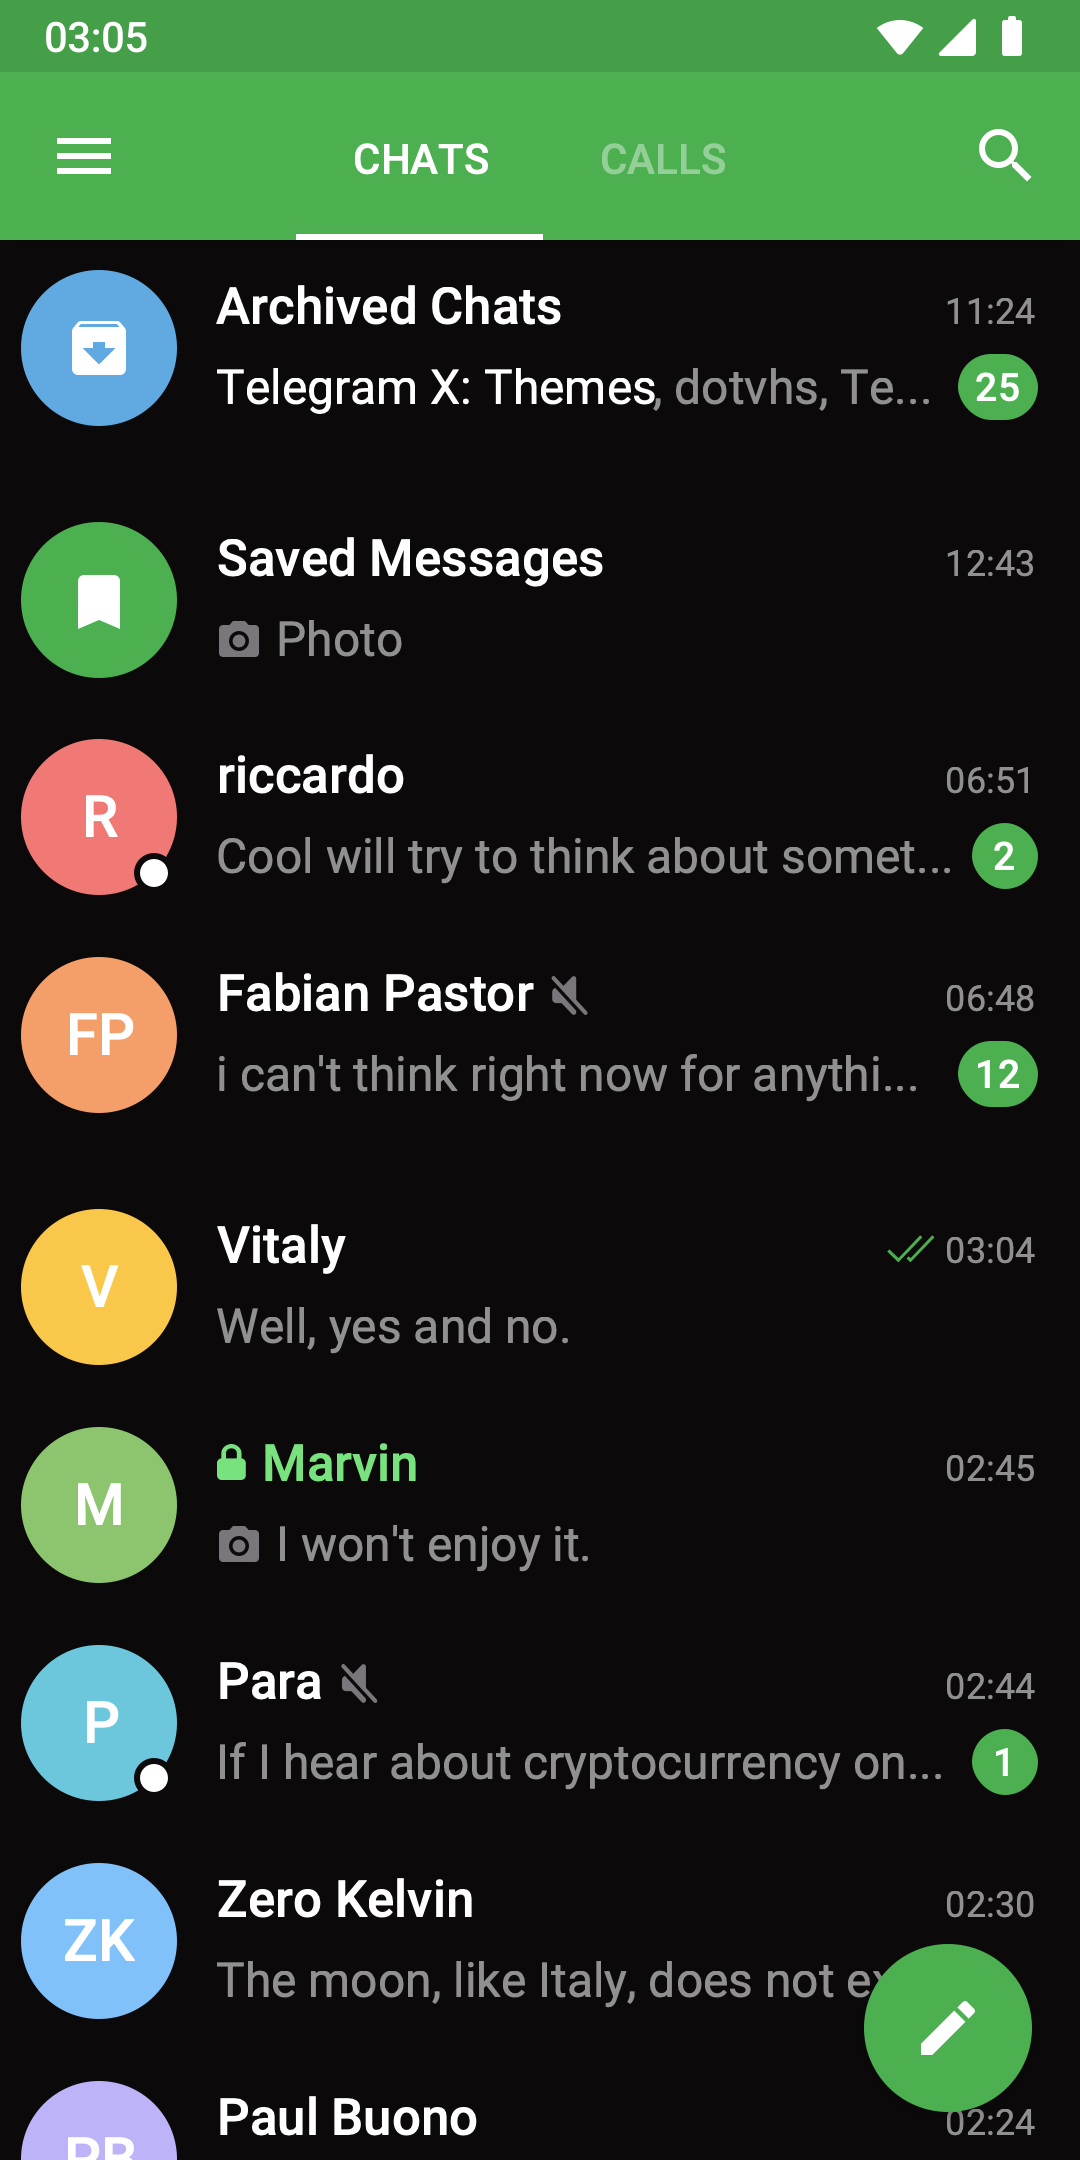 03:05
CHATS CALLS
Archived Chats 11:24
Telegram X: Themes, dotvhs, Te... 25
Saved Messages 12:43
Photo
R
riccardo 06:51
Cool will try to think about somet... 2
FP
Fabian Pastor 06:48
i can't think right now for anythi... 12
V
Vitaly 03:04
Well, yes and no.
M
Marvin 02:45
I won't enjoy it.
P
Para 02:44
If I hear about cryptocurrency on... 1
ZK
Zero Kelvin 02:30
The moon, like Italy, does not
Paul Buono 02:24
PB